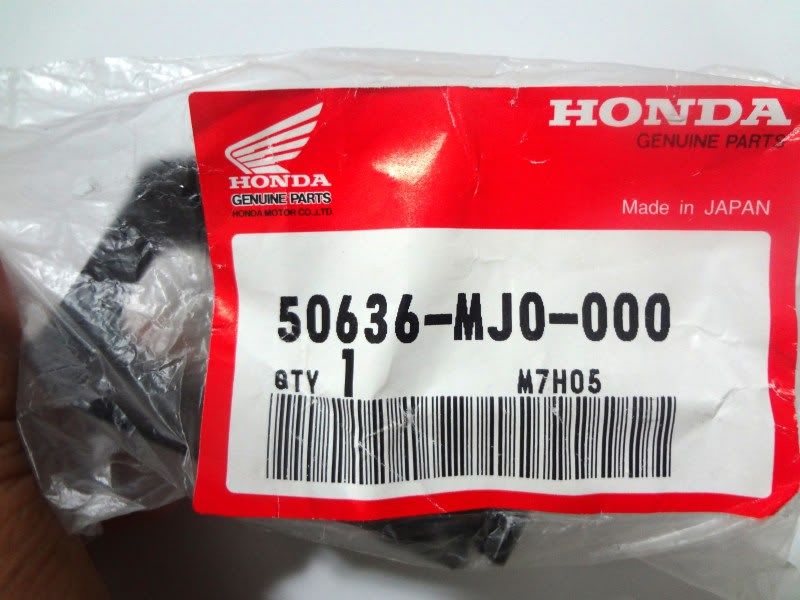 HONDA
GENUINE PARTS
HONDA
GENUINE PARTS
HONDA MOTOR CO.,LTD.
Made in JAPAN
50636-MJ0-000
QTY 1 M7H05